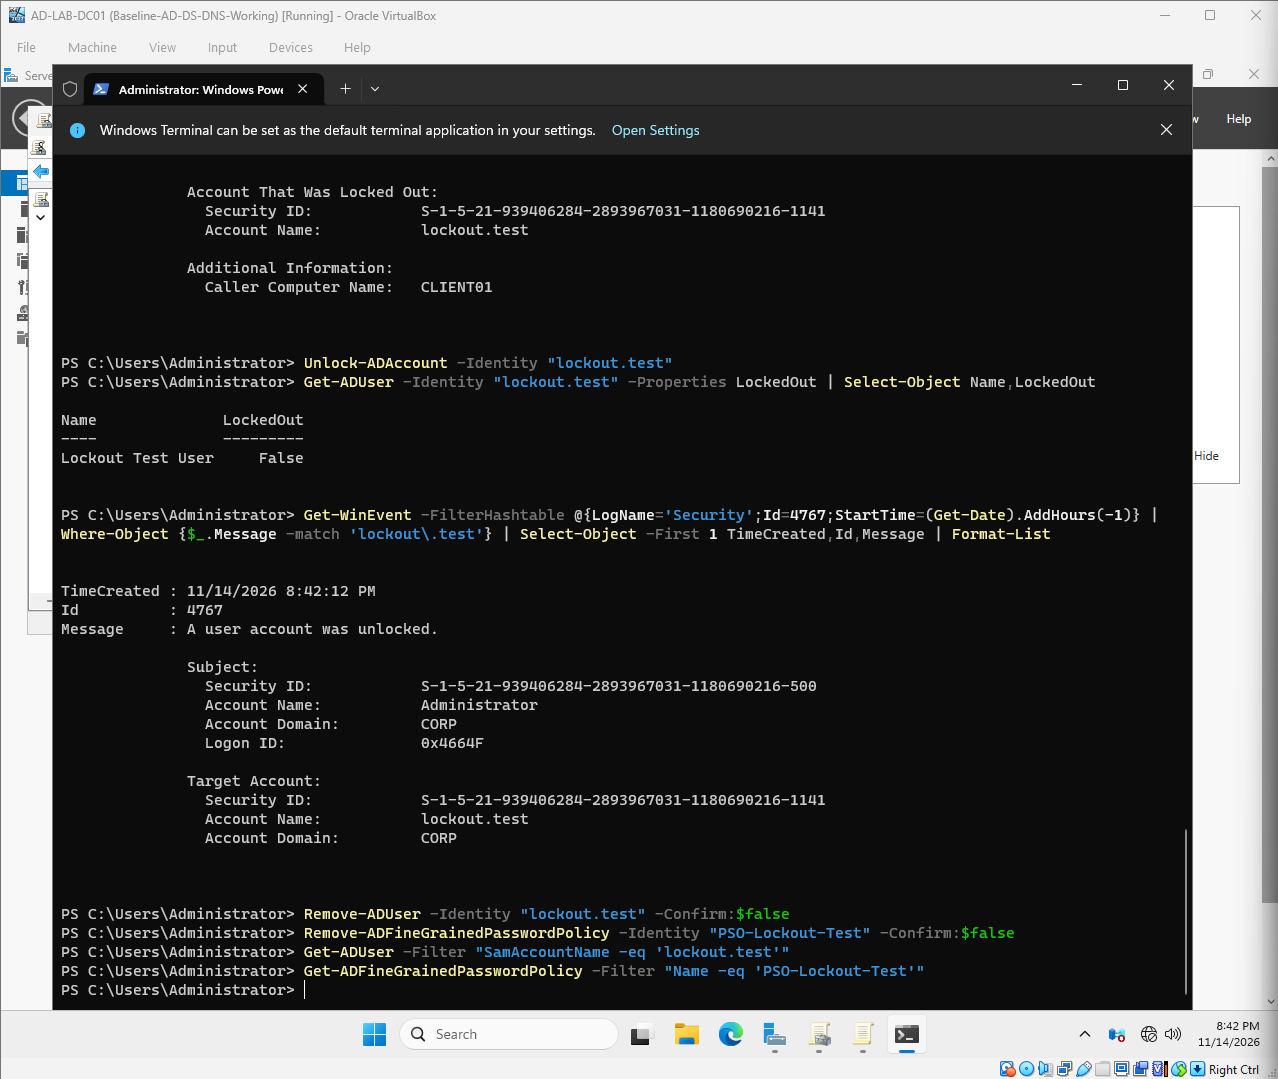 AD-LAB-DC01 (Baseline-AD-DS-DNS-Working) [Running] - Oracle VirtualBox
File Machine View Input Devices Help
Serve
Administrator: Windows Powe
Help
Windows Terminal can be set as the default terminal application in your settings. Open Settings
Account That Was Locked Out:
Security ID: S-1-5-21-939406284-2893967031-1180690216-1141
Account Name: lockout.test
Additional Information:
Caller Computer Name: CLIENT01
PS C:\Users\Administrator> Unlock-ADAccount -Identity "lockout.test"
PS C:\Users\Administrator> Get-ADUser -Identity "lockout.test" -Properties LockedOut | Select-Object Name,LockedOut
Name LockedOut
---- ---------
Lockout Test User False
Hide
PS C:\Users\Administrator> Get-WinEvent -FilterHashtable @{LogName='Security';Id=4767;StartTime=(Get-Date).AddHours(-1)} |
Where-Object {$_.Message -match 'lockout\.test'} | Select-Object -First 1 TimeCreated,Id,Message | Format-List
TimeCreated : 11/14/2026 8:42:12 PM
Id : 4767
Message : A user account was unlocked.
Subject:
Security ID: S-1-5-21-939406284-2893967031-1180690216-500
Account Name: Administrator
Account Domain: CORP
Logon ID: 0x4664F
Target Account:
Security ID: S-1-5-21-939406284-2893967031-1180690216-1141
Account Name: lockout.test
Account Domain: CORP
PS C:\Users\Administrator> Remove-ADUser -Identity "lockout.test" -Confirm:$false
PS C:\Users\Administrator> Remove-ADFineGrainedPasswordPolicy -Identity "PSO-Lockout-Test" -Confirm:$false
PS C:\Users\Administrator> Get-ADUser -Filter "SamAccountName -eq 'lockout.test'"
PS C:\Users\Administrator> Get-ADFineGrainedPasswordPolicy -Filter "Name -eq 'PSO-Lockout-Test'"
PS C:\Users\Administrator>
Search
8:42 PM
11/14/2026
Right Ctrl